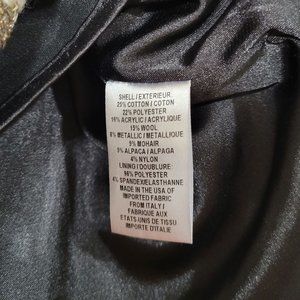 SHELL / EXTERIEUR
25% COTTON / COTON
22% POLYESTER
16% ACRYLIC / ACRYLIQUE
15% WOOL
8% METALLIC / METALLIQUE
5% MOHAIR
5% ALPACA / ALPAGA
4% NYLON
LINING / DOUBLURE:
96% POLYESTER
4% SPANDEX/ELASTHANNE
MADE IN THE USA OF
IMPORTED FABRIC
FROM ITALY /
FABRIQUE AUX
ETATS-UNIS DE TISSU
IMPORTE D'ITALIE